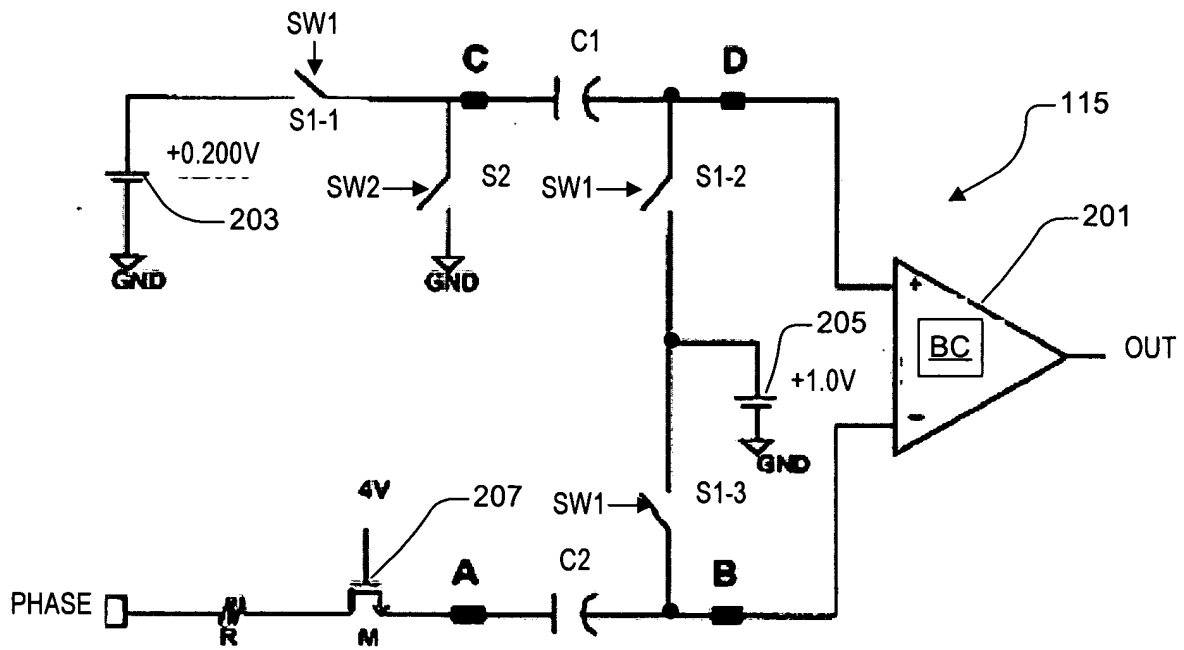 SW1
C
C1
D
S1-1
115
+0.200V
SW2
S2
SW1
S1-2
203
201
GND
GND
+
205
BC
OUT
+1.0V
-
GND
4V
207
SW1
S1-3
A
C2
B
PHASE
R
M